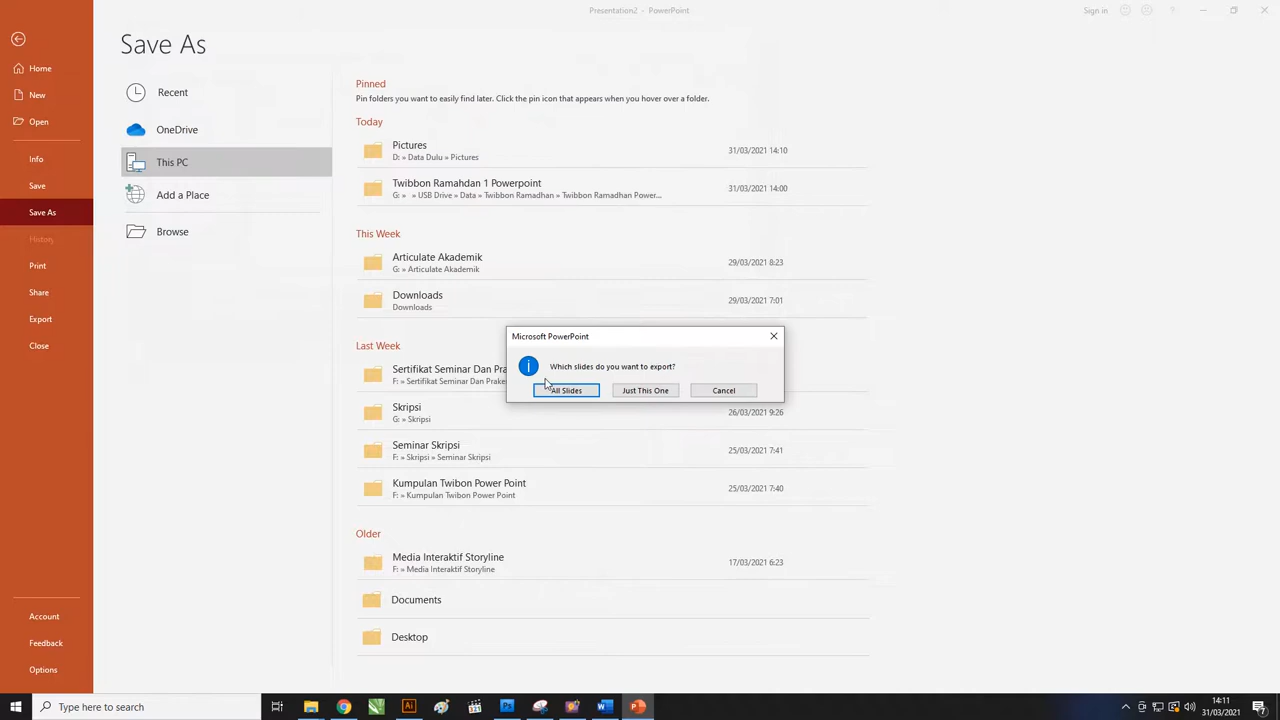 Presentation2 - PowerPoint
Sign in
Save As
Home
New
Open
Info
Save
Save As
History
Print
Share
Export
Close
Account
Feedback
Options
Recent
OneDrive
This PC
Add a Place
Browse
Pinned
Pin folders you want to easily find later. Click the pin icon that appears when you hover over a folder.
Today
Pictures
D: » Data Dulu » Pictures
31/03/2021 14:10
Twibbon Ramahdan 1 Powerpoint
G: » » USB Drive » Data » Twibbon Ramadhan » Twibbon Ramadhan Power...
31/03/2021 14:00
This Week
Articulate Akademik
G: » Articulate Akademik
29/03/2021 8:23
Downloads
Downloads
29/03/2021 7:01
Last Week
Sertifikat Seminar Dan Pra
F: » Sertifikat Seminar Dan Prake
Skripsi
G: » Skripsi
26/03/2021 9:26
Seminar Skripsi
F: » Skripsi » Seminar Skripsi
25/03/2021 7:41
Kumpulan Twibon Power Point
F: » Kumpulan Twibon Power Point
25/03/2021 7:40
Older
Media Interaktif Storyline
F: » Media Interaktif Storyline
17/03/2021 6:23
Documents
Desktop
Microsoft PowerPoint
Which slides do you want to export?
All Slides
Just This One
Cancel
Type here to search
14:11
31/03/2021